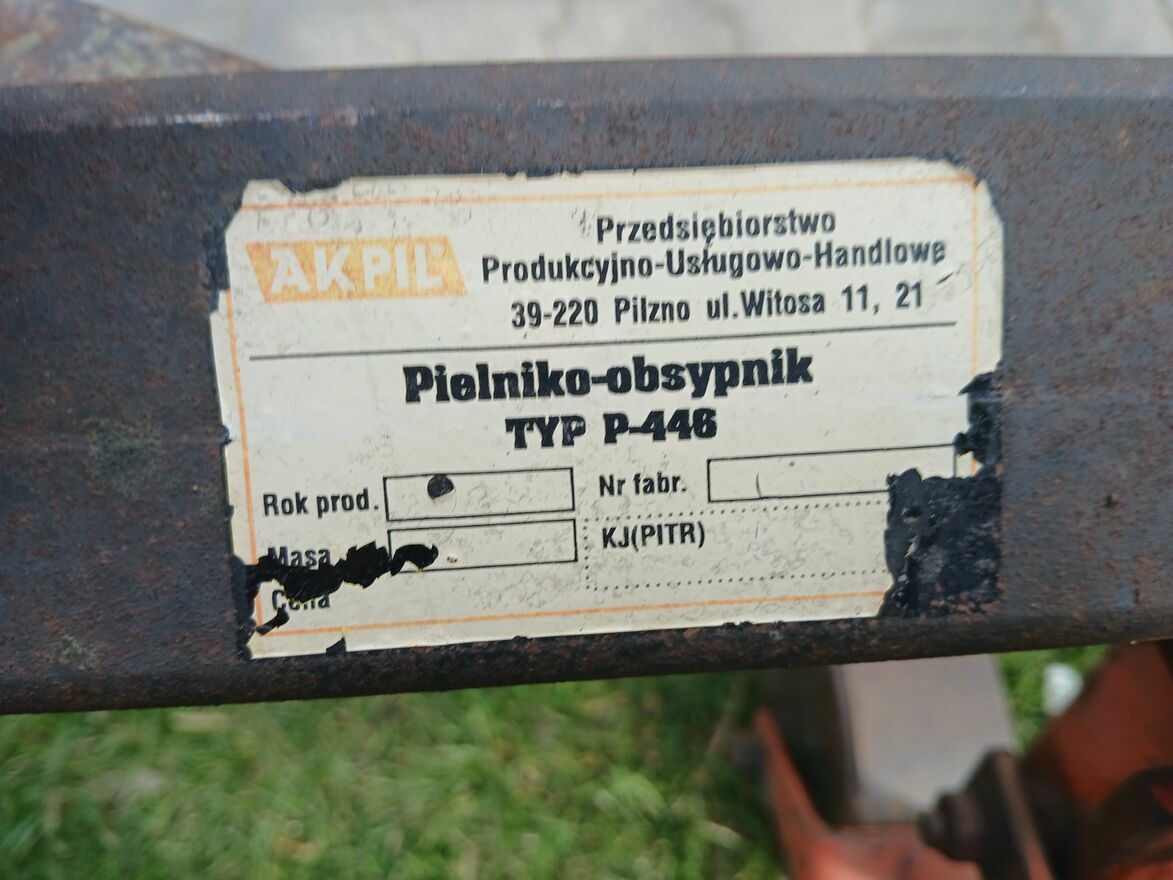 AKPIL
Przedsiębiorstwo
Produkcyjno-Usługowo-Handlowe
39-220 Pilzno ul. Witosa 11, 21
Pielniko-obsypnik
TYP P-446
Rok prod.
Nr fabr.
Masa
KJ(PITR)
Cena